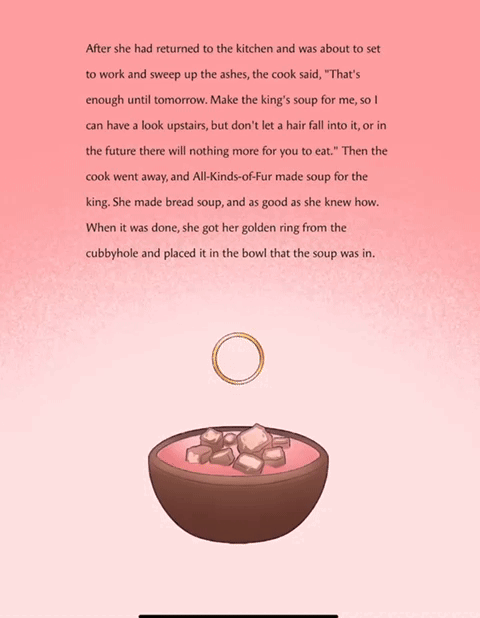 After she had returned to the kitchen and was about to set
to work and sweep up the ashes, the cook said, "That's
enough until tomorrow. Make the king's soup for me, so I
can have a look upstairs, but don't let a hair fall into it, or in
the future there will nothing more for you to eat." Then the
cook went away, and All-Kinds-of-Fur made soup for the
king. She made bread soup, and as good as she knew how.
When it was done, she got her golden ring from the
cubbyhole and placed it in the bowl that the soup was in.